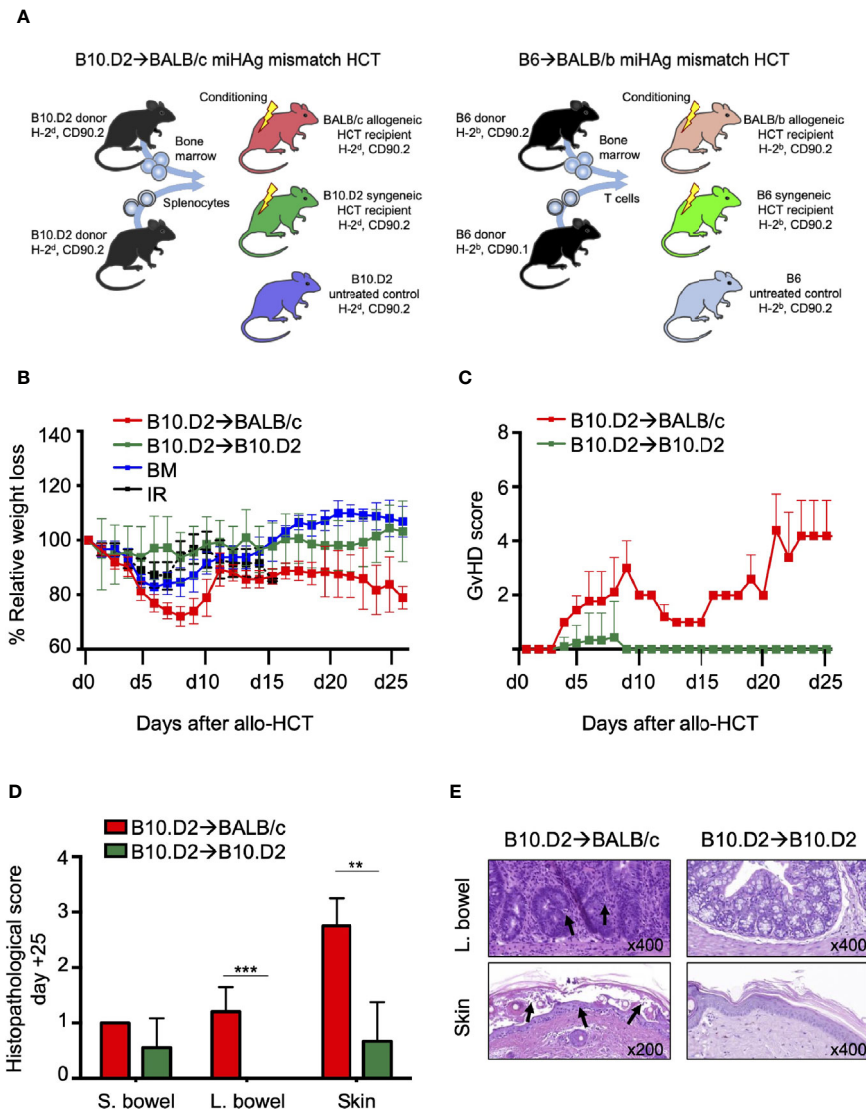 A
B10.D2→BALB/c miHAg mismatch HCT
B10.D2 donor
H-2ᵈ, CD90.2
Bone
marrow
Splenocytes
B10.D2 donor
H-2ᵈ, CD90.2
Conditioning
BALB/c allogeneic
HCT recipient
H-2ᵈ, CD90.2
B10.D2 syngeneic
HCT recipient
H-2ᵈ, CD90.2
B10.D2
untreated control
H-2ᵈ, CD90.2
B6→BALB/b miHAg mismatch HCT
B6 donor
H-2ᵇ, CD90.2
Bone
marrow
T cells
B6 donor
H-2ᵇ, CD90.1
Conditioning
BALB/b allogeneic
HCT recipient
H-2ᵇ, CD90.2
B6 syngeneic
HCT recipient
H-2ᵇ, CD90.2
B6
untreated control
H-2ᵇ, CD90.2
B
B10.D2→BALB/c
B10.D2→B10.D2
BM
IR
% Relative weight loss
140
120
100
80
60
d0 d5 d10 d15 d20 d25
Days after allo-HCT
C
B10.D2→BALB/c
B10.D2→B10.D2
GvHD score
8
6
4
2
d0 d5 d10 d15 d20 d25
Days after allo-HCT
D
B10.D2→BALB/c
B10.D2→B10.D2
Histopathological score
day +25
4
3
2
1
0
***
**
S. bowel L. bowel Skin
E
B10.D2→BALB/c B10.D2→B10.D2
L. bowel
x400 x400
Skin
x200 x400